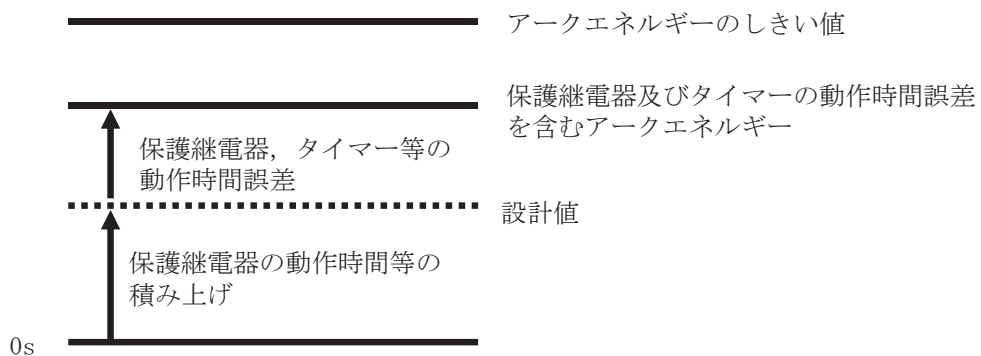 アークエネルギーのしきい値
保護継電器及びタイマーの動作時間誤差
を含むアークエネルギー
保護継電器，タイマー等の
動作時間誤差
設計値
保護継電器の動作時間等の
積み上げ
0s